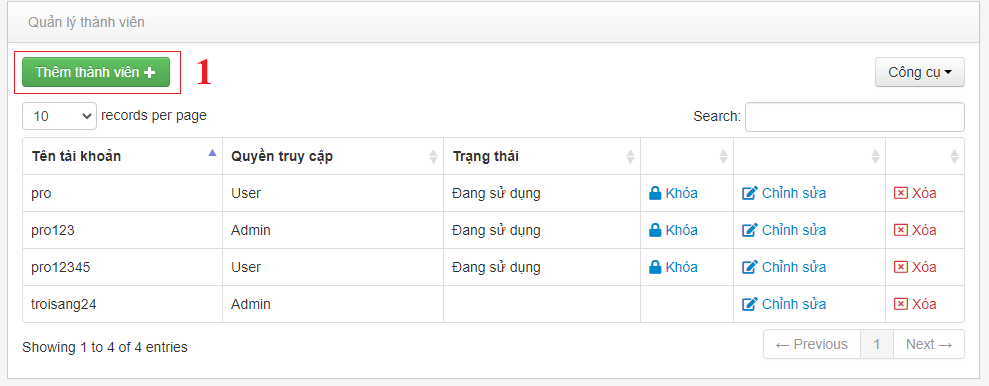 Quản lý thành viên
Thêm thành viên 1 Công cụ
10 records per page Search:
Tên tài khoản Quyền truy cập Trạng thái
pro User Đang sử dụng Khóa Chỉnh sửa Xóa
pro123 Admin Đang sử dụng Khóa Chỉnh sửa Xóa
pro12345 User Đang sử dụng Khóa Chỉnh sửa Xóa
troisang24 Admin Chỉnh sửa Xóa
Showing 1 to 4 of 4 entries ← Previous 1 Next →